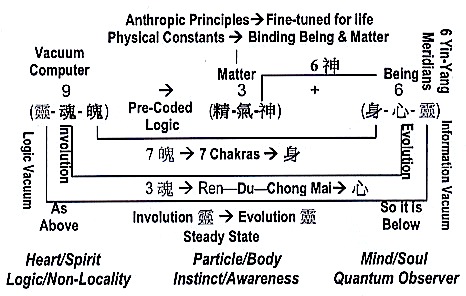 Anthropic Principles→Fine-tuned for life
Physical Constants → Binding Being & Matter
Vacuum
Computer
9
(靈-魂-魄)
→
Pre-Coded
Logic
Matter
3
(精-氣-神)
6 神
+
Being
6
(身-心-靈)
6 Yin-Yang
Meridians
Logic Vacuum
Involution
Evolution
Information Vacuum
7 魄 → 7 Chakras → 身
3 魂→ Ren—Du—Chong Mai→ 心
As
Above
Involution 靈 → Evolution 靈
Steady State
So it is
Below
Heart/Spirit
Logic/Non-Locality
Particle/Body
Instinct/Awareness
Mind/Soul
Quantum Observer